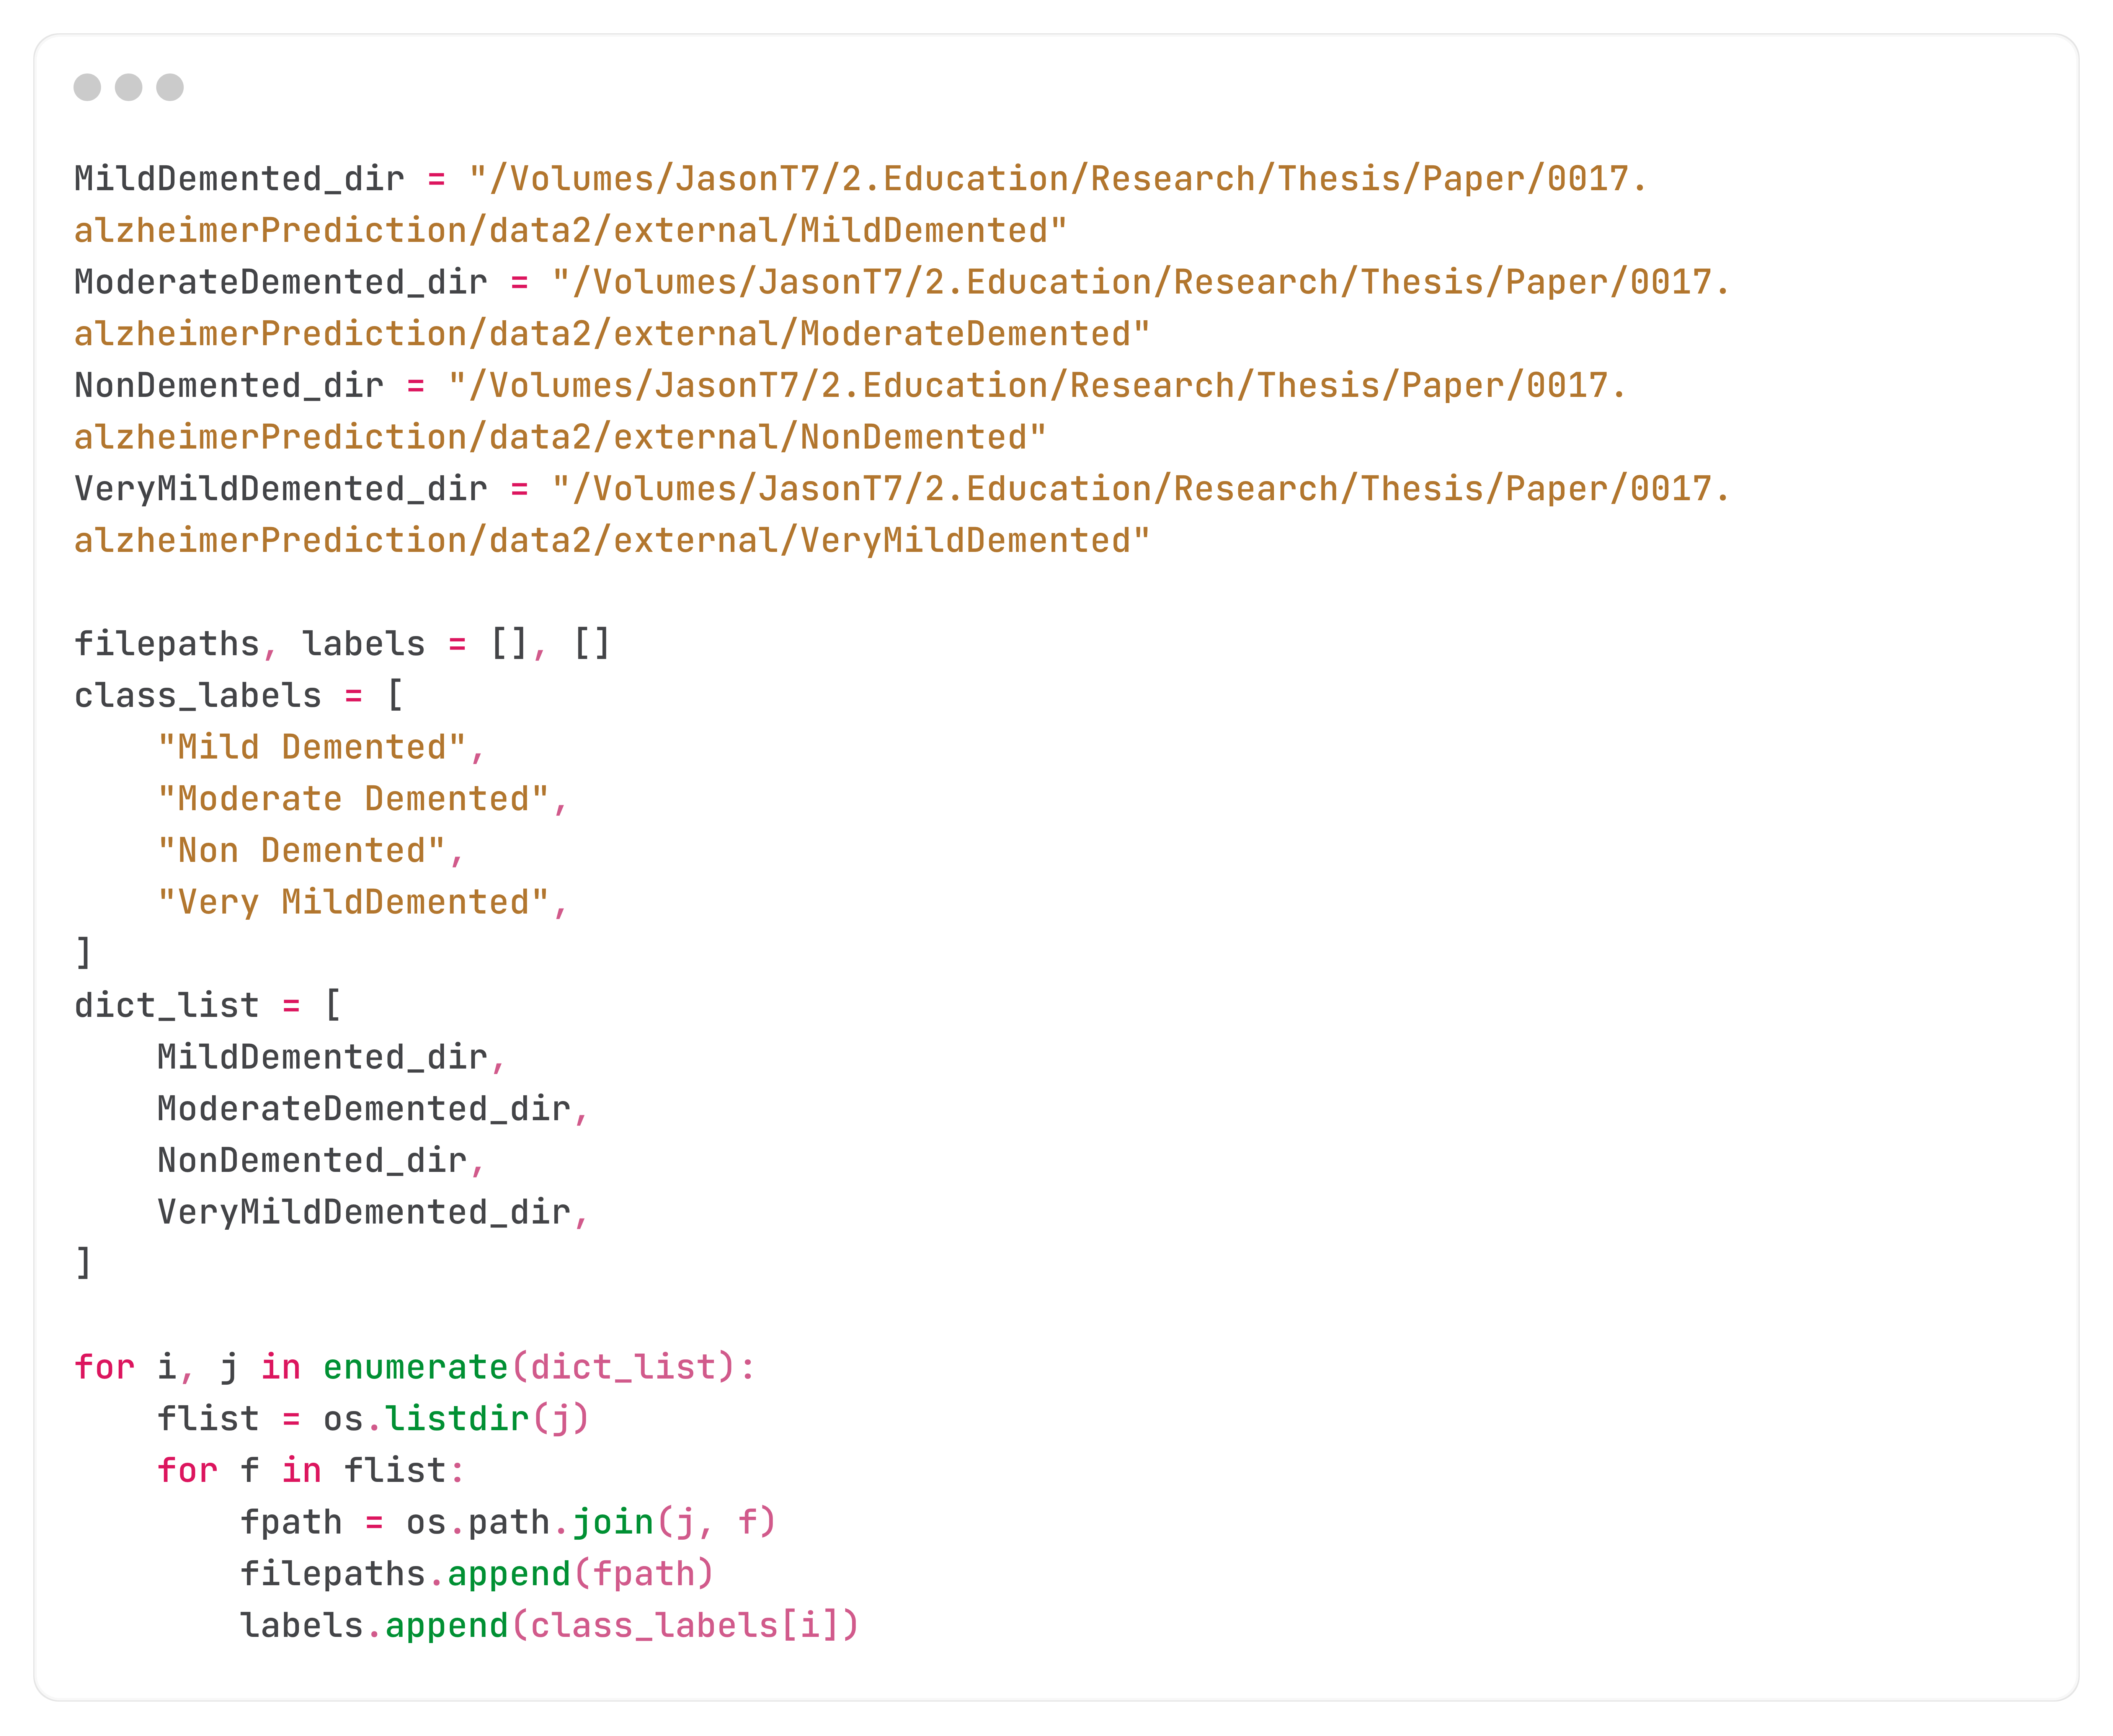 MildDemented_dir = "/Volumes/JasonT7/2.Education/Research/Thesis/Paper/0017.
alzheimerPrediction/data2/external/MildDemented"
ModerateDemented_dir = "/Volumes/JasonT7/2.Education/Research/Thesis/Paper/0017.
alzheimerPrediction/data2/external/ModerateDemented"
NonDemented_dir = "/Volumes/JasonT7/2.Education/Research/Thesis/Paper/0017.
alzheimerPrediction/data2/external/NonDemented"
VeryMildDemented_dir = "/Volumes/JasonT7/2.Education/Research/Thesis/Paper/0017.
alzheimerPrediction/data2/external/VeryMildDemented"

filepaths, labels = [], []
class_labels = [
    "Mild Demented",
    "Moderate Demented",
    "Non Demented",
    "Very MildDemented",
]
dict_list = [
    MildDemented_dir,
    ModerateDemented_dir,
    NonDemented_dir,
    VeryMildDemented_dir,
]

for i, j in enumerate(dict_list):
    flist = os.listdir(j)
    for f in flist:
        fpath = os.path.join(j, f)
        filepaths.append(fpath)
        labels.append(class_labels[i])